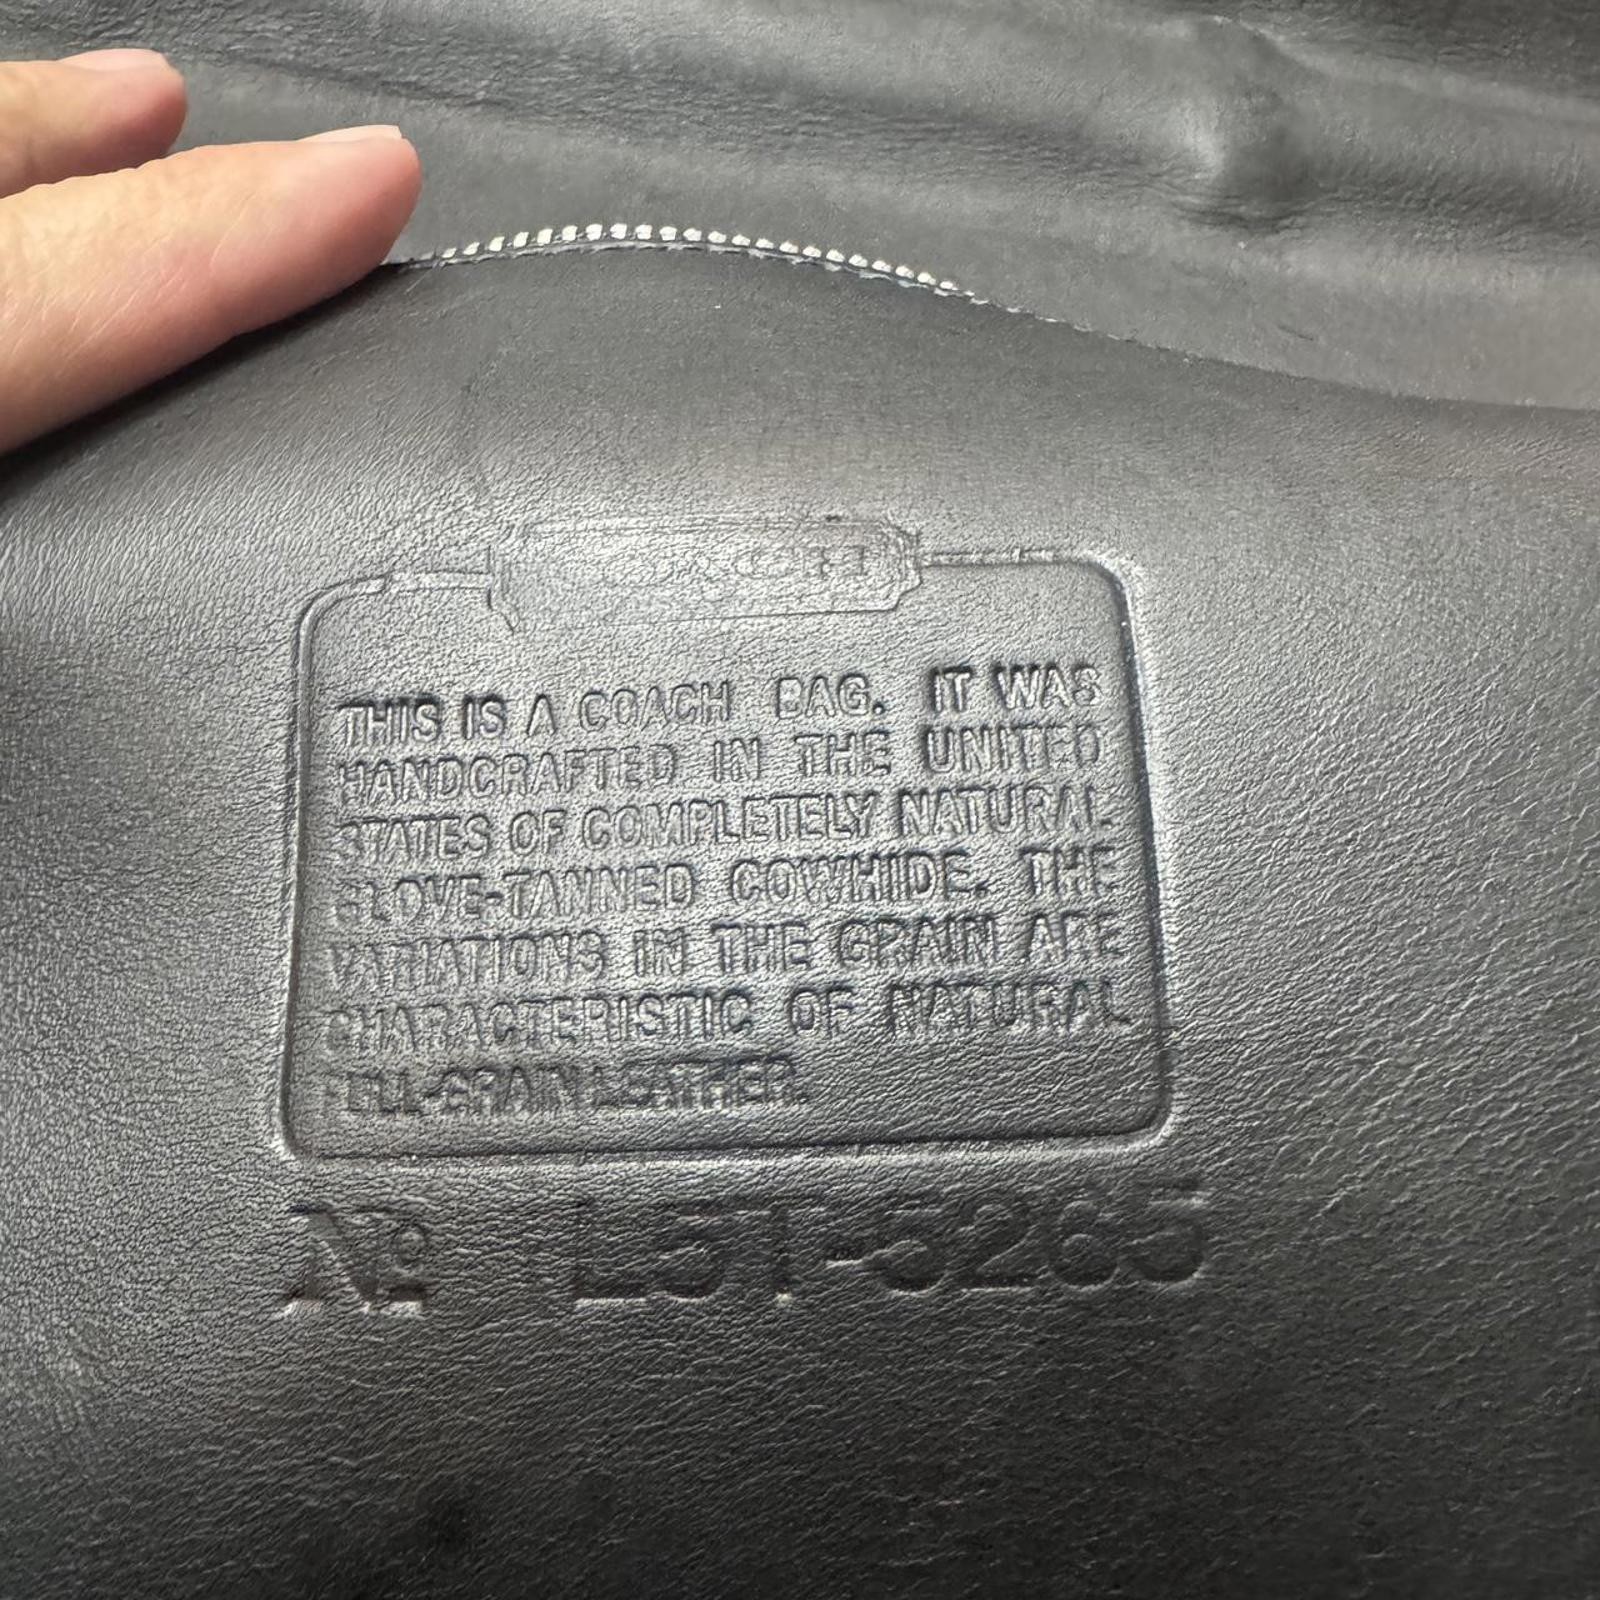 COACH
THIS IS A COACH BAG. IT WAS
HANDCRAFTED IN THE UNITED
STATES OF COMPLETELY NATURAL
GLOVE-TANNED COWHIDE. THE
VARIATIONS IN THE GRAIN ARE
CHARACTERISTIC OF NATURAL
FULL-GRAIN LEATHER.
Nº L5T-5265